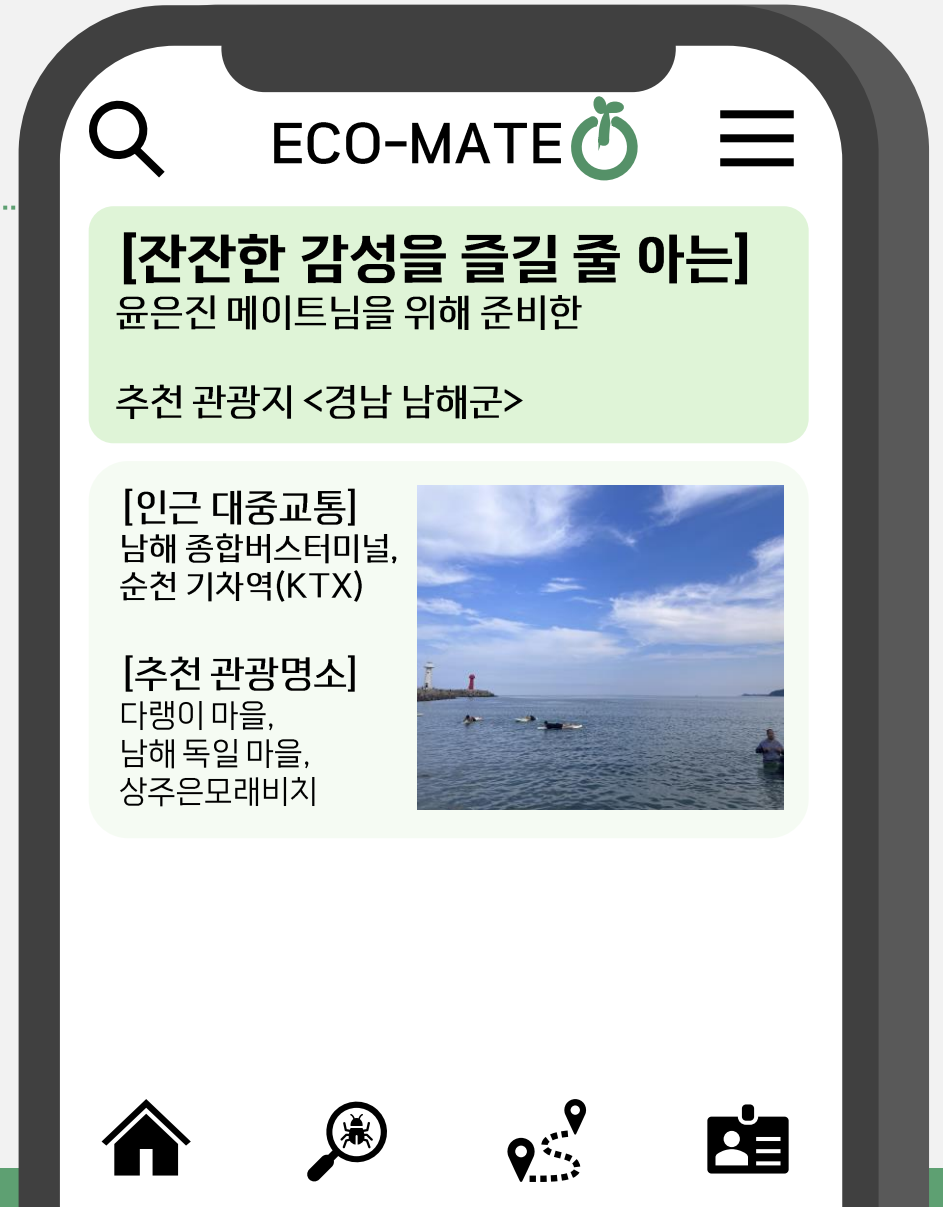 ECO-MATE
[잔잔한 감성을 즐길 줄 아는]
윤은진 메이트님을 위해 준비한
추천 관광지 <경남 남해군>
[인근 대중교통]
남해 종합버스터미널,
순천 기차역(KTX)
[추천 관광명소]
다랭이 마을,
남해 독일 마을,
상주은모래비치